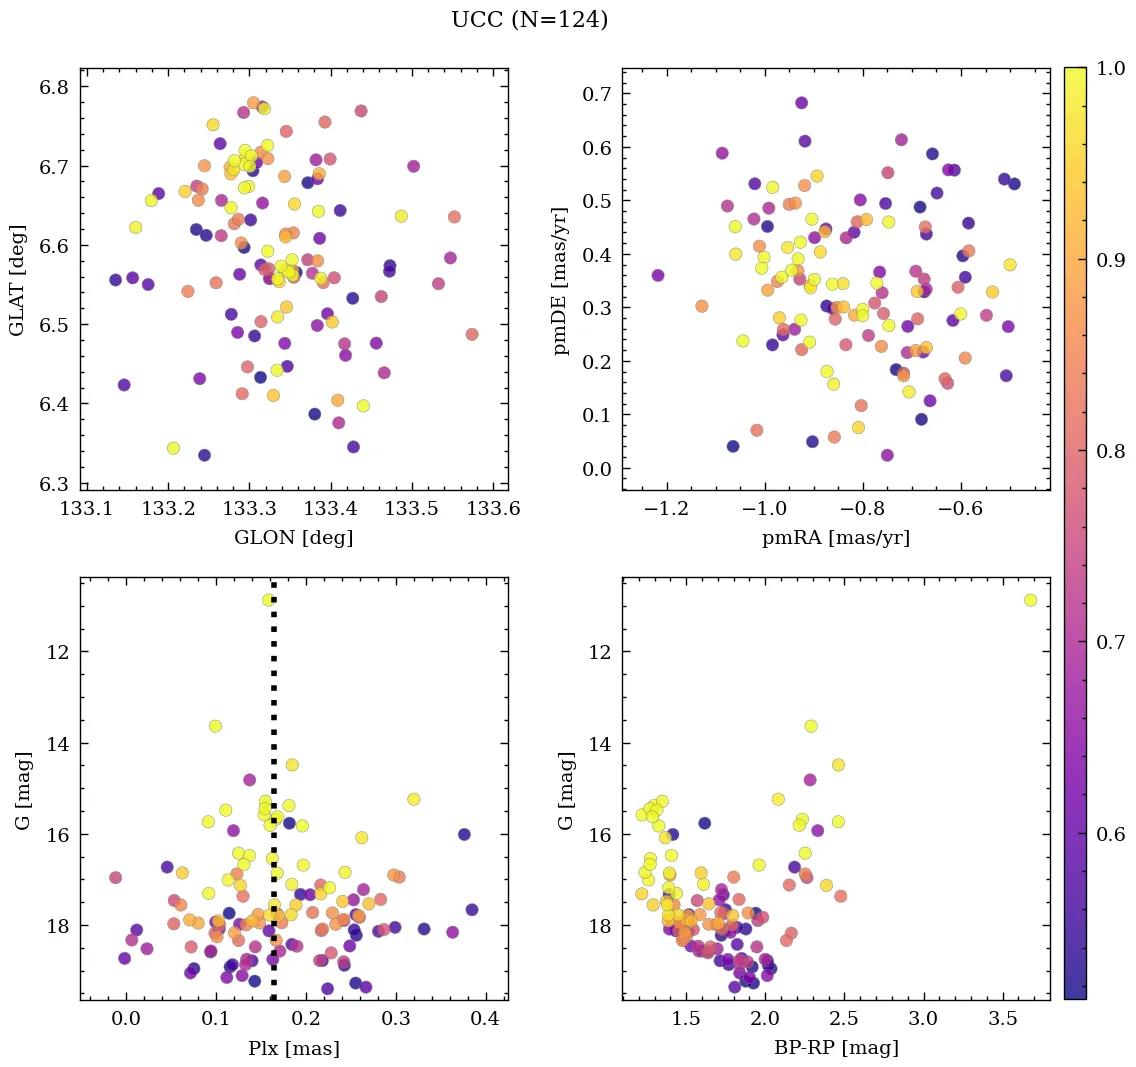 UCC (N=124)
6.8
6.7
6.6
6.5
6.4
6.3
GLAT [deg]
133.1 133.2 133.3 133.4 133.5 133.6
GLON [deg]
0.7
0.6
0.5
0.4
0.3
0.2
0.1
0.0
pmDE [mas/yr]
−1.2 −1.0 −0.8 −0.6
pmRA [mas/yr]
1.0
0.9
0.8
0.7
0.6
12
14
16
18
G [mag]
0.0 0.1 0.2 0.3 0.4
Plx [mas]
12
14
16
18
G [mag]
1.5 2.0 2.5 3.0 3.5
BP-RP [mag]